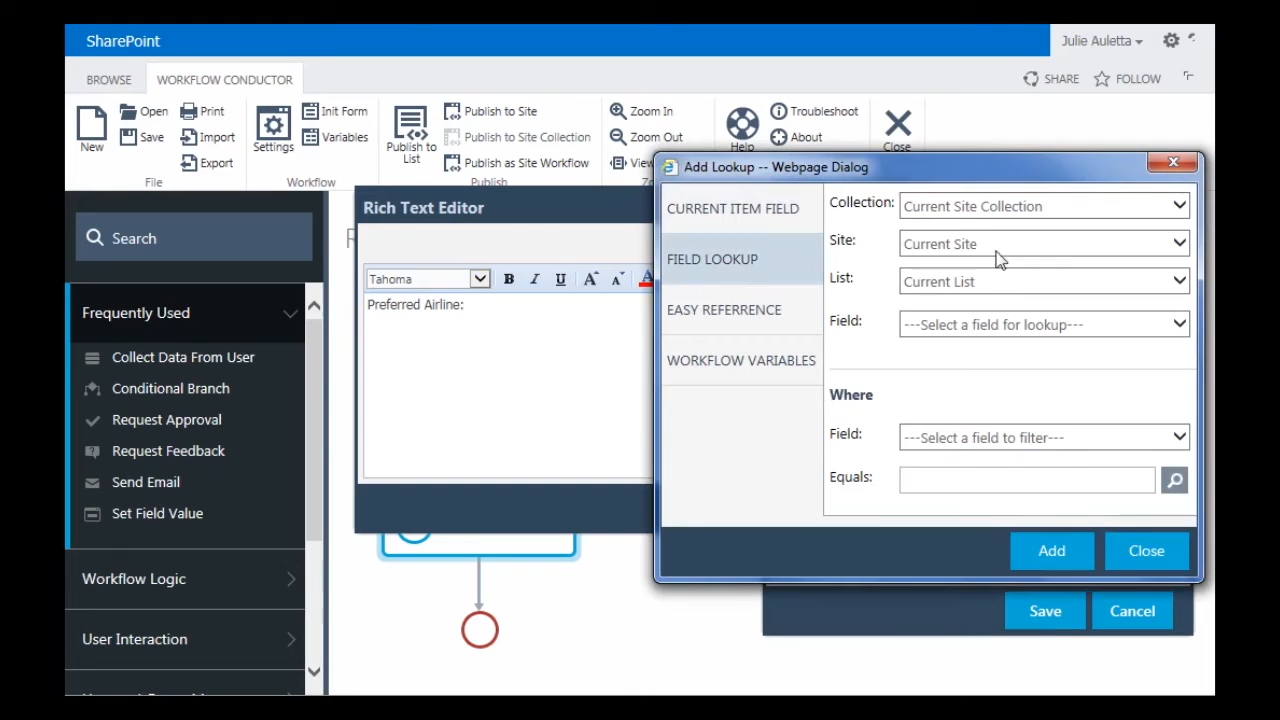 SharePoint
Julie Auletta
BROWSE
WORKFLOW CONDUCTOR
SHARE
FOLLOW
New
Open
Save
Print
Import
Export
File
Settings
Init Form
Variables
Workflow
Publish to List
Publish to Site
Publish to Site Collection
Publish as Site Workflow
Publish
Zoom In
Zoom Out
Help
Troubleshoot
About
Close
Search
Frequently Used
Collect Data From User
Conditional Branch
Request Approval
Request Feedback
Send Email
Set Field Value
Workflow Logic
User Interaction
Rich Text Editor
Tahoma
B I U A A A
Preferred Airline:
Add Lookup -- Webpage Dialog
CURRENT ITEM FIELD
FIELD LOOKUP
EASY REFERRENCE
WORKFLOW VARIABLES
Collection: Current Site Collection
Site: Current Site
List: Current List
Field: ---Select a field for lookup---
Where
Field: ---Select a field to filter---
Equals:
Add
Close
Save
Cancel